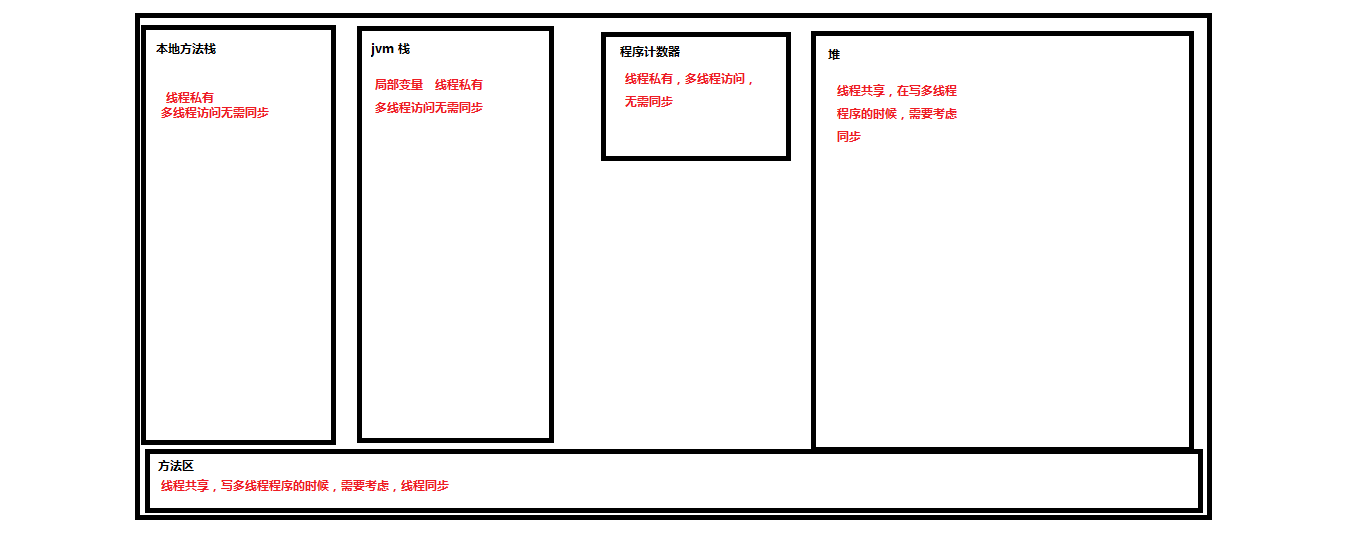 本地方法栈
线程私有
多线程访问无需同步
jvm 栈
局部变量 线程私有
多线程访问无需同步
程序计数器
线程私有，多线程访问，
无需同步
堆
线程共享，在写多线程
程序的时候，需要考虑
同步
方法区
线程共享，写多线程程序的时候，需要考虑，线程同步